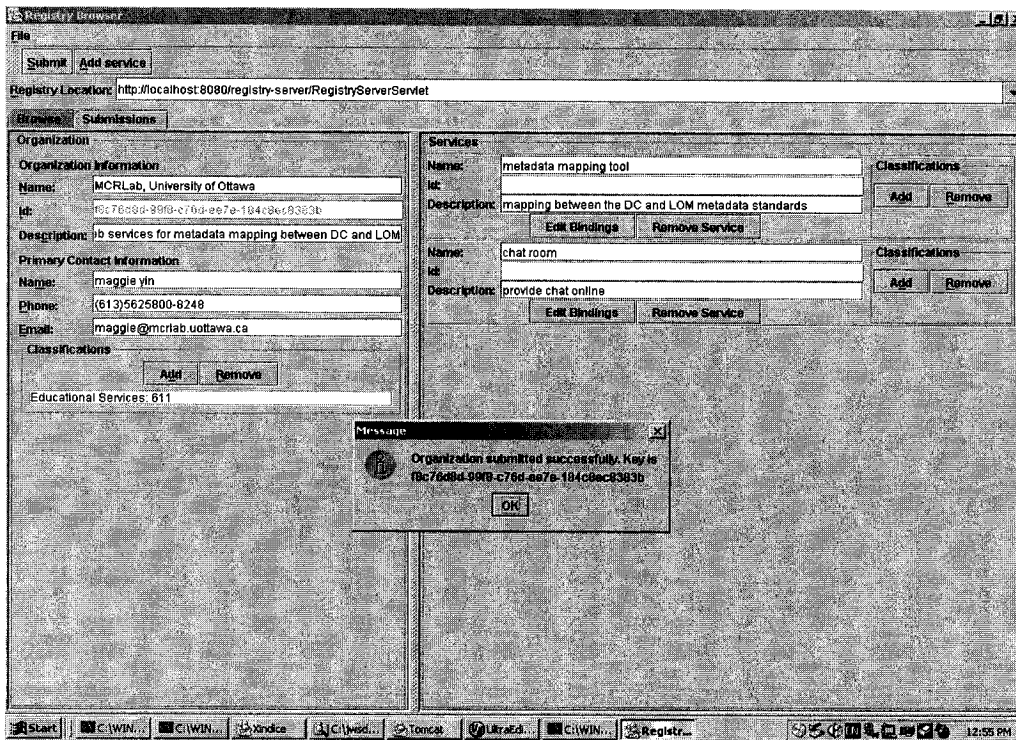 Registry Browser
File
Submit Add service
Registry Location: http://localhost:8080/registry-server/RegistryServerServlet
Browse Submissions
Organization
Organization Information
Name: MCRLab, University of Ottawa
Id: f8c76d8d-99f8-c76d-ee7e-184c8ec8383b
Description: b services for metadata mapping between DC and LOM
Primary Contact Information
Name: maggie yin
Phone: (613)5625800-8248
Email: maggie@mcrlab.uottawa.ca
Classifications
Add Remove
Educational Services: 611
Services
Name: metadata mapping tool
Id:
Description: mapping between the DC and LOM metadata standards
Edit Bindings Remove Service
Classifications
Add Remove
Name: chat room
Id:
Description: provide chat online
Edit Bindings Remove Service
Classifications
Add Remove
Message
Organization submitted successfully. Key is
f8c76d8d-99f8-c76d-ee7e-184c8ec8383b
OK
Start C:\WIN... C:\WIN... Xindice C:\wsd... Tomcat UltraEd... C:\WIN... Registr... 12:55 PM